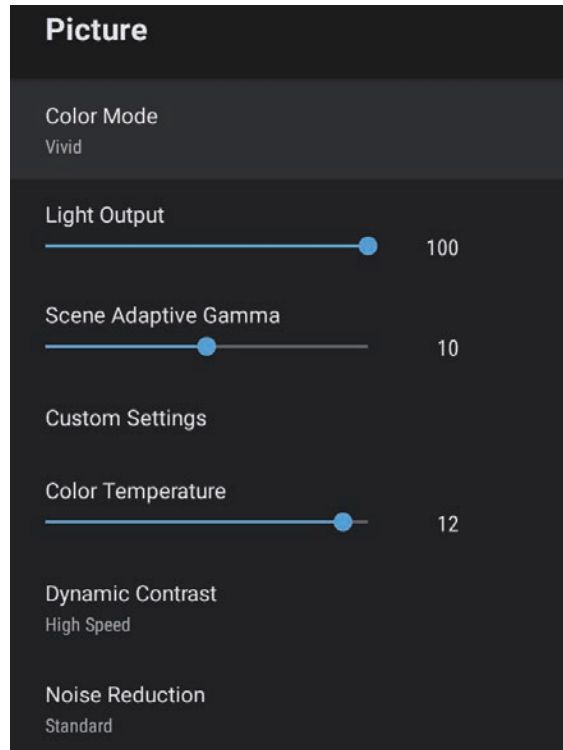 Picture
Color Mode
Vivid
Light Output
100
Scene Adaptive Gamma
10
Custom Settings
Color Temperature
12
Dynamic Contrast
High Speed
Noise Reduction
Standard